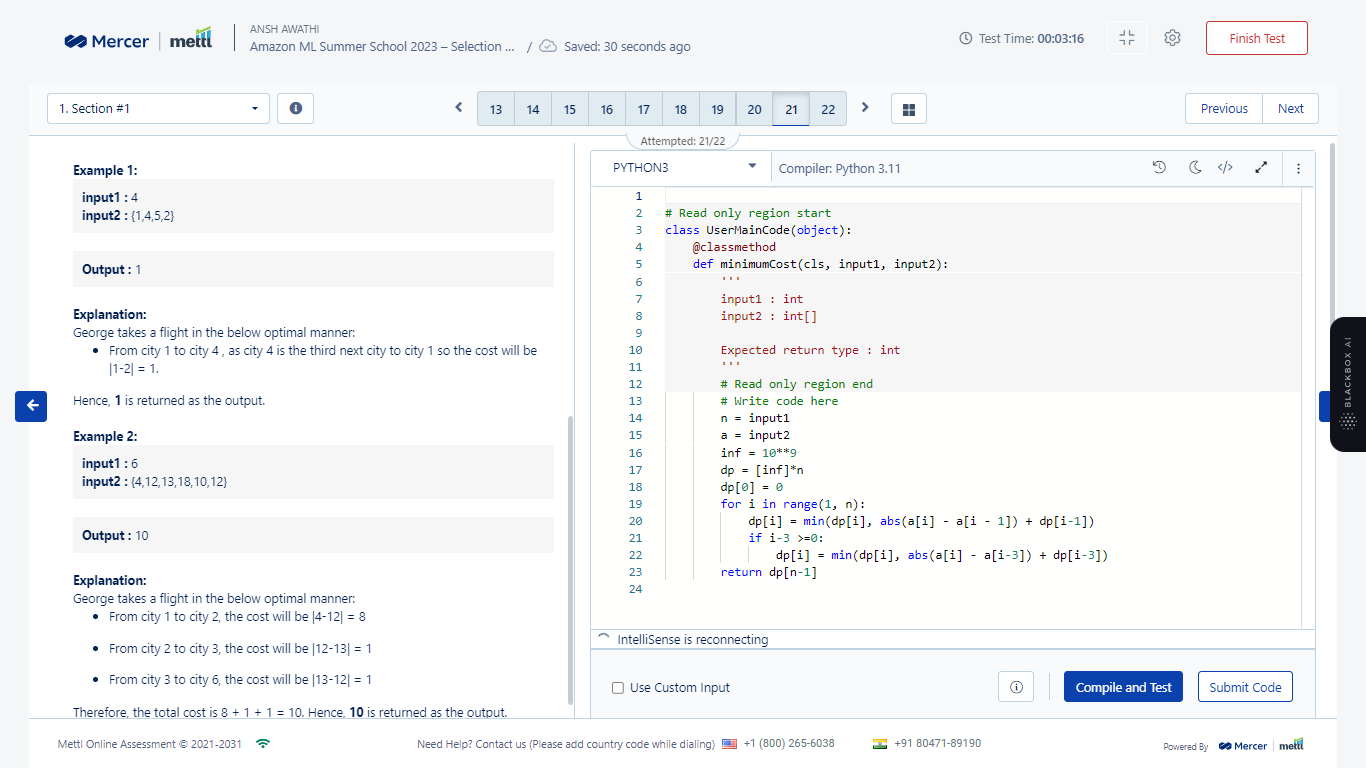 Mercer | mettl
ANSH AWATHI
Amazon ML Summer School 2023 – Selection ... / Saved: 30 seconds ago
Test Time: 00:03:16
Finish Test
1. Section #1
13 14 15 16 17 18 19 20 21 22
Previous Next
Attempted: 21/22
Example 1:
input1 : 4
input2 : {1,4,5,2}
Output : 1
Explanation:
George takes a flight in the below optimal manner:
• From city 1 to city 4 , as city 4 is the third next city to city 1 so the cost will be
|1-2| = 1.
Hence, 1 is returned as the output.
Example 2:
input1 : 6
input2 : {4,12,13,18,10,12}
Output : 10
Explanation:
George takes a flight in the below optimal manner:
• From city 1 to city 2, the cost will be |4-12| = 8
• From city 2 to city 3, the cost will be |12-13| = 1
• From city 3 to city 6, the cost will be |13-12| = 1
Therefore, the total cost is 8 + 1 + 1 = 10. Hence, 10 is returned as the output.
PYTHON3
Compiler: Python 3.11
1
2 # Read only region start
3 class UserMainCode(object):
4     @classmethod
5     def minimumCost(cls, input1, input2):
6         '''
7         input1 : int
8         input2 : int[]
9
10         Expected return type : int
11         '''
12         # Read only region end
13         # Write code here
14         n = input1
15         a = input2
16         inf = 10**9
17         dp = [inf]*n
18         dp[0] = 0
19         for i in range(1, n):
20             dp[i] = min(dp[i], abs(a[i] - a[i - 1]) + dp[i-1])
21             if i-3 >=0:
22                 dp[i] = min(dp[i], abs(a[i] - a[i-3]) + dp[i-3])
23         return dp[n-1]
24
IntelliSense is reconnecting
Use Custom Input
Compile and Test
Submit Code
BLACKBOX AI
Mettl Online Assessment © 2021-2031
Need Help? Contact us (Please add country code while dialing) +1 (800) 265-6038
+91 80471-89190
Powered By Mercer | mettl